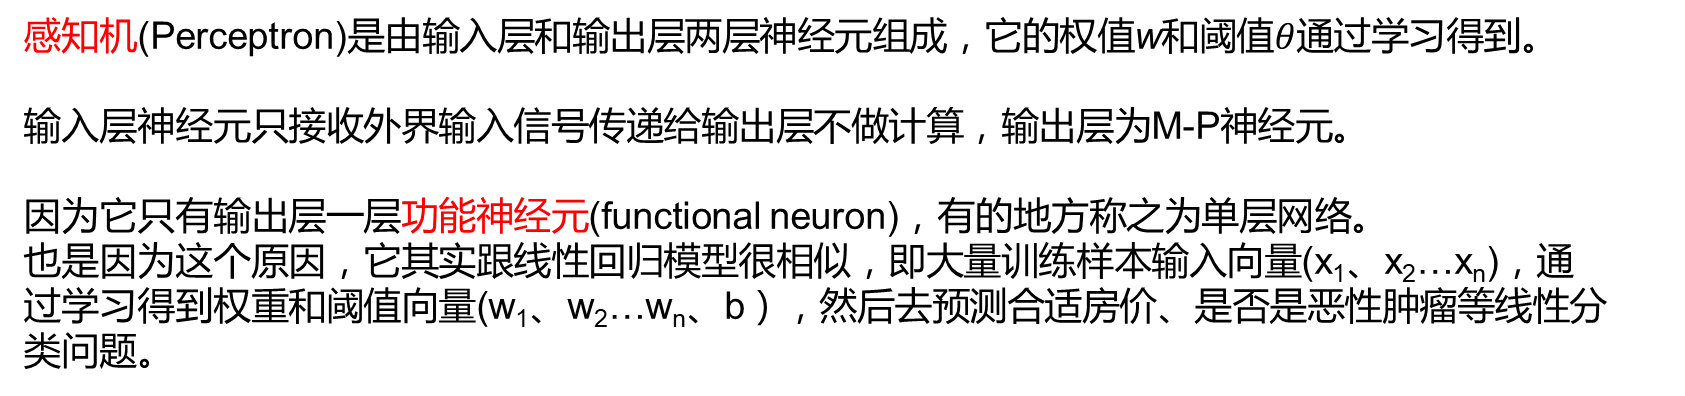 感知机(Perceptron)是由输入层和输出层两层神经元组成，它的权值w和阈值θ通过学习得到。
输入层神经元只接收外界输入信号传递给输出层不做计算，输出层为M-P神经元。
因为它只有输出层一层功能神经元(functional neuron)，有的地方称之为单层网络。
也是因为这个原因，它其实跟线性回归模型很相似，即大量训练样本输入向量(x₁、x₂…xₙ)，通
过学习得到权重和阈值向量(w₁、w₂…wₙ、b），然后去预测合适房价、是否是恶性肿瘤等线性分
类问题。